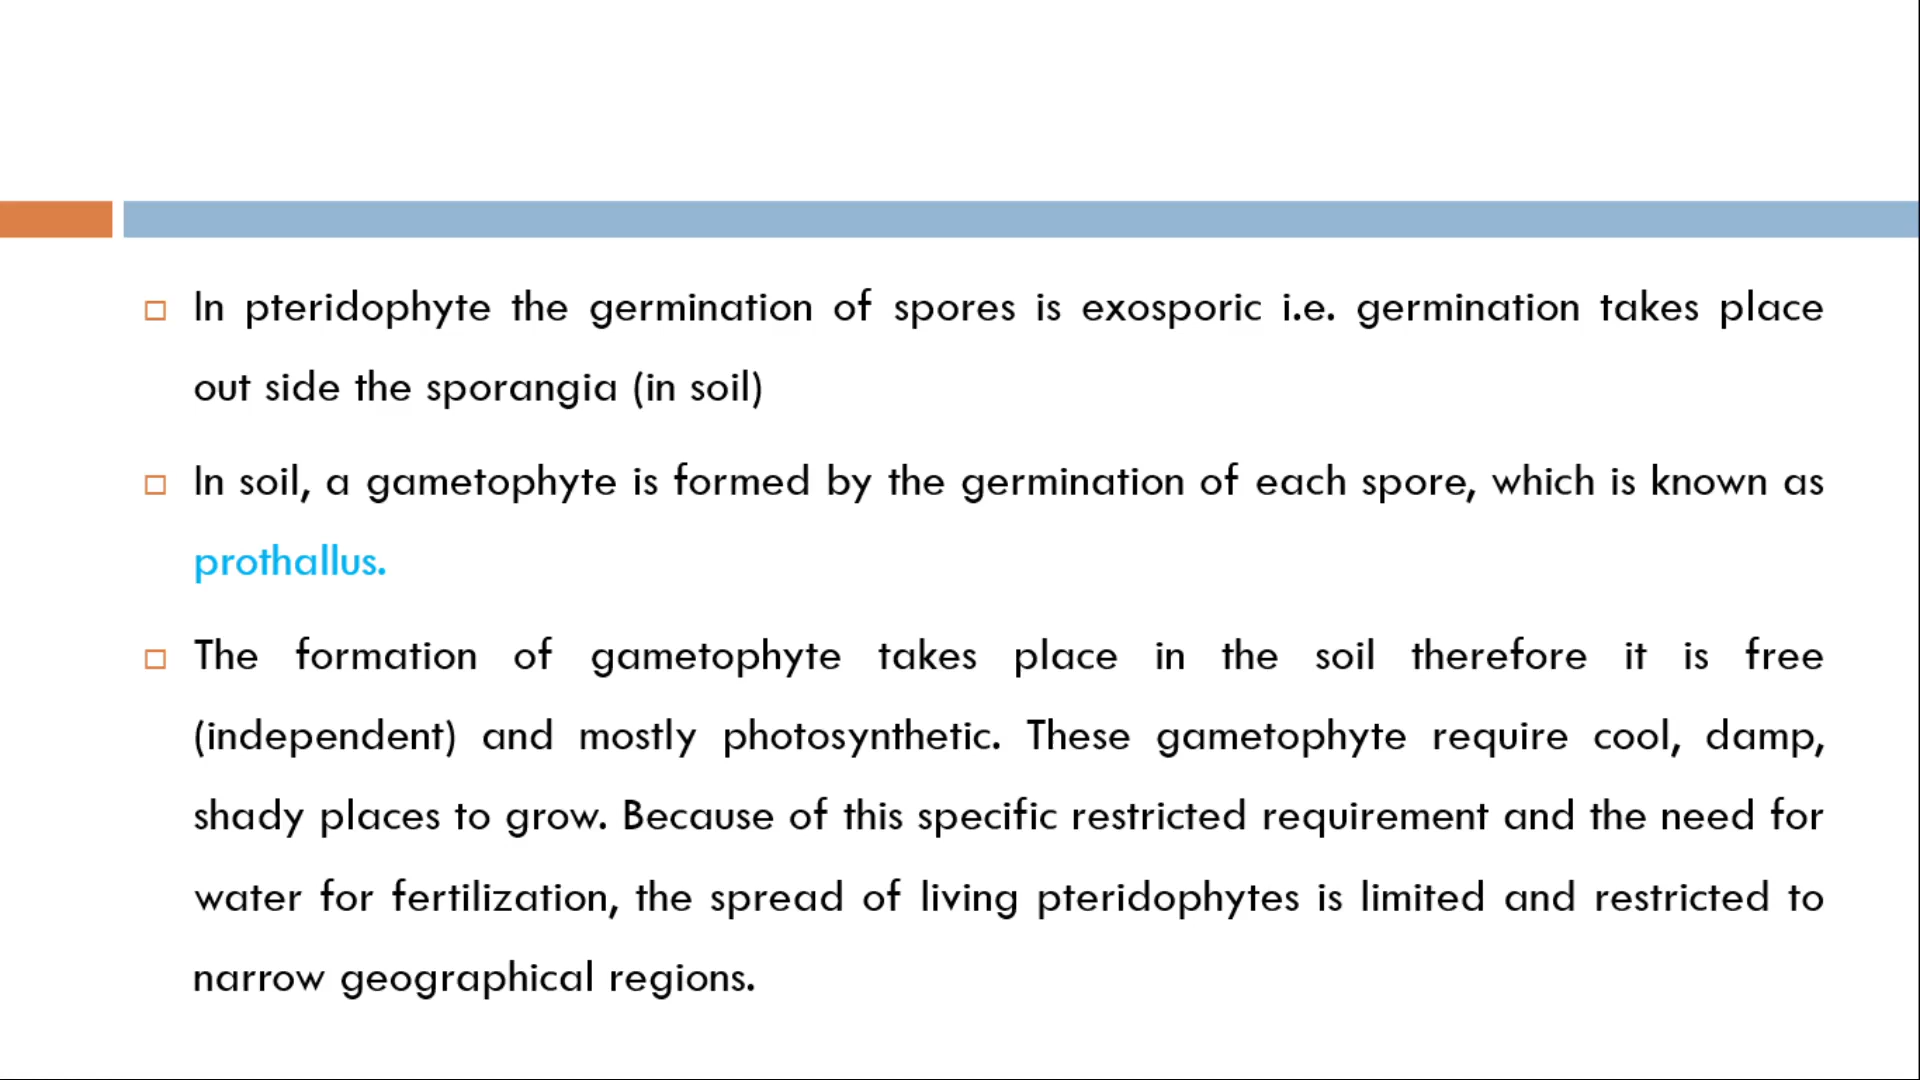 In pteridophyte the germination of spores is exosporic i.e. germination takes place
out side the sporangia (in soil)
In soil, a gametophyte is formed by the germination of each spore, which is known as
prothallus.
The formation of gametophyte takes place in the soil therefore it is free
(independent) and mostly photosynthetic. These gametophyte require cool, damp,
shady places to grow. Because of this specific restricted requirement and the need for
water for fertilization, the spread of living pteridophytes is limited and restricted to
narrow geographical regions.